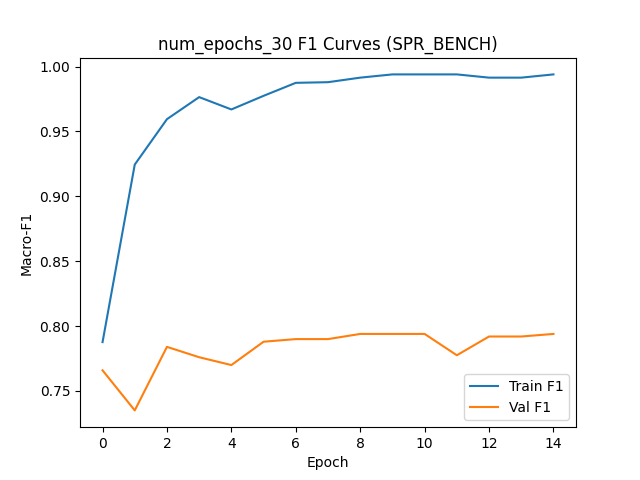 num_epochs_30 F1 Curves (SPR_BENCH)
1.00
0.95
0.90
0.85
0.80
0.75
Macro-F1
Train F1
Val F1
0 2 4 6 8 10 12 14
Epoch